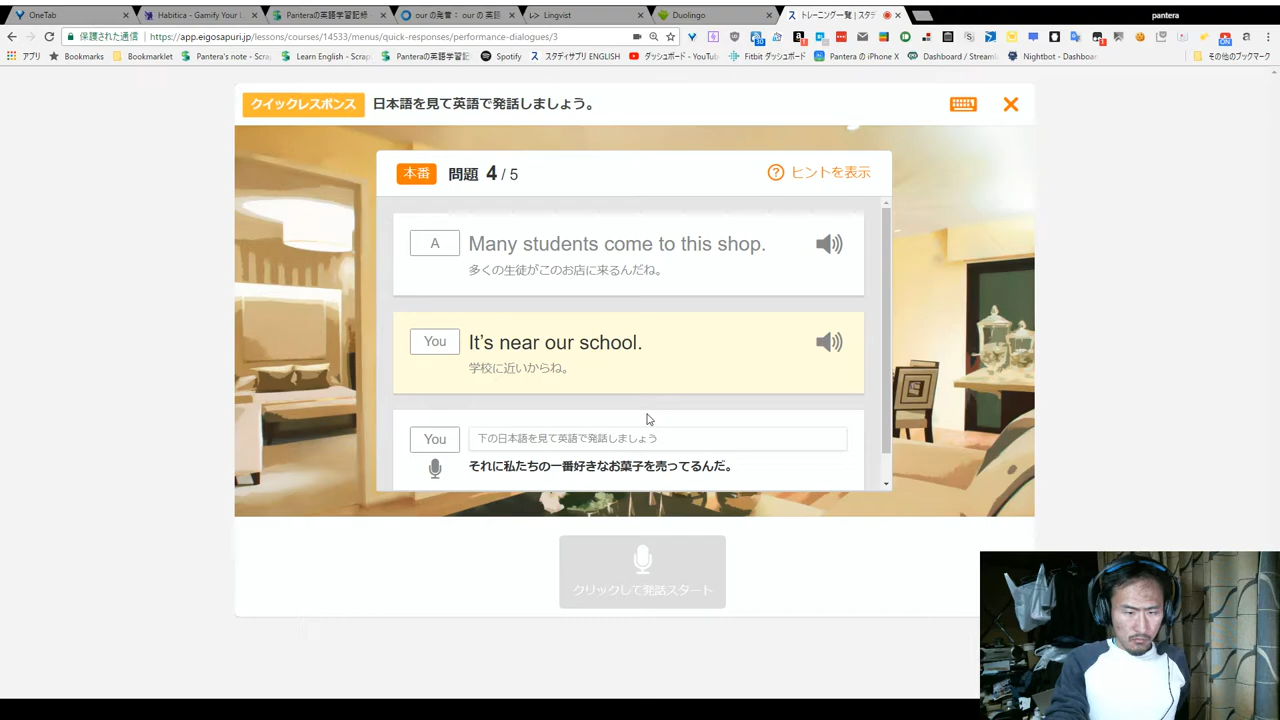 OneTab
Habitica - Gamify Your L
Panteraの英語学習記録 -
our の発音： our の 英語
Lingvist
Duolingo
トレーニング一覧 | スタデ
pantera
保護された通信
https://app.eigosapuri.jp/lessons/courses/14533/menus/quick-responses/performance-dialogues/3
アプリ
Bookmarks
Bookmarklet
Pantera's note - Scrap
Learn English - Scrap
Panteraの英語学習記
Spotify
スタディサプリ ENGLISH
ダッシュボード - YouTu
Fitbit ダッシュボード
Pantera の iPhone X
Dashboard / Streaml
Nightbot - Dashboa
その他のブックマーク
クイックレスポンス
日本語を見て英語で発話しましょう。
本番
問題 4 / 5
ヒントを表示
A
Many students come to this shop.
多くの生徒がこのお店に来るんだね。
You
It's near our school.
学校に近いからね。
You
下の日本語を見て英語で発話しましょう
それに私たちの一番好きなお菓子を売ってるんだ。
クリックして発話スタート